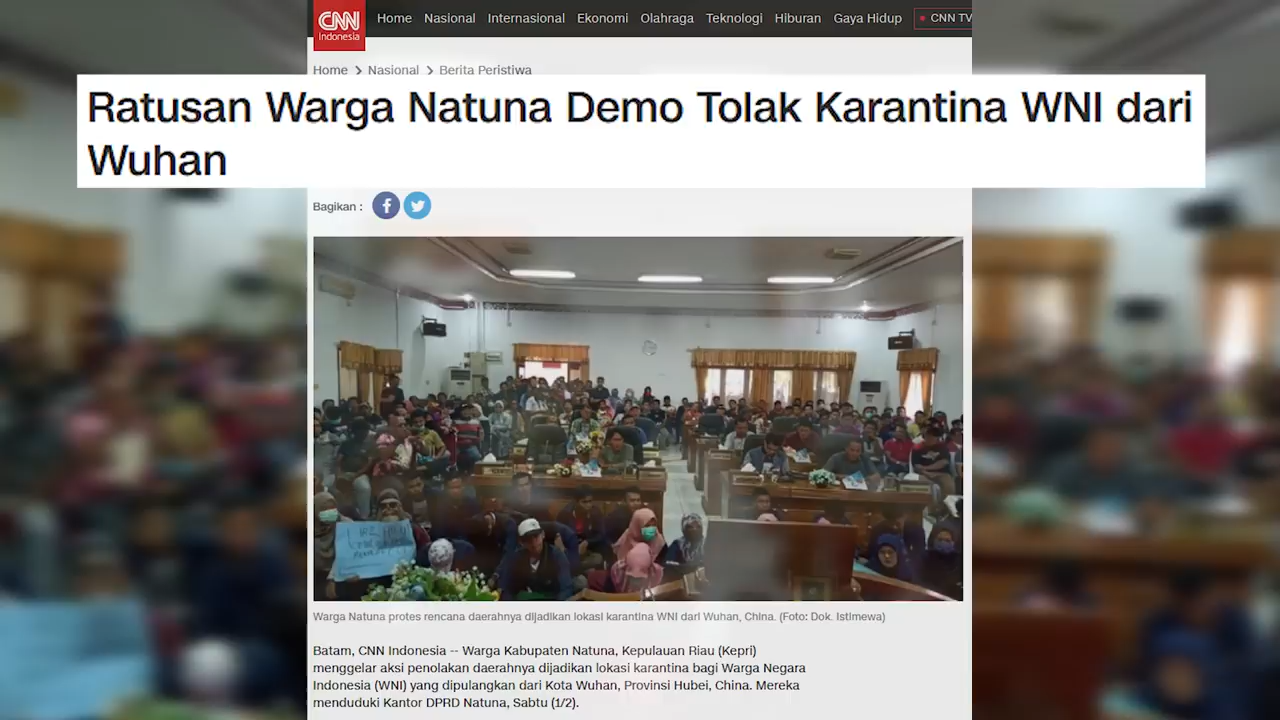 CNN
Indonesia
Home Nasional Internasional Ekonomi Olahraga Teknologi Hiburan Gaya Hidup CNN TV
Home > Nasional > Berita Peristiwa
Ratusan Warga Natuna Demo Tolak Karantina WNI dari
Wuhan
Bagikan :
Warga Natuna protes rencana daerahnya dijadikan lokasi karantina WNI dari Wuhan, China. (Foto: Dok. Istimewa)
Batam, CNN Indonesia -- Warga Kabupaten Natuna, Kepulauan Riau (Kepri)
menggelar aksi penolakan daerahnya dijadikan lokasi karantina bagi Warga Negara
Indonesia (WNI) yang dipulangkan dari Kota Wuhan, Provinsi Hubei, China. Mereka
menduduki Kantor DPRD Natuna, Sabtu (1/2).